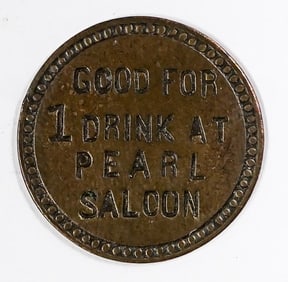 GOOD FOR
1 DRINK AT
PEARL
SALOON